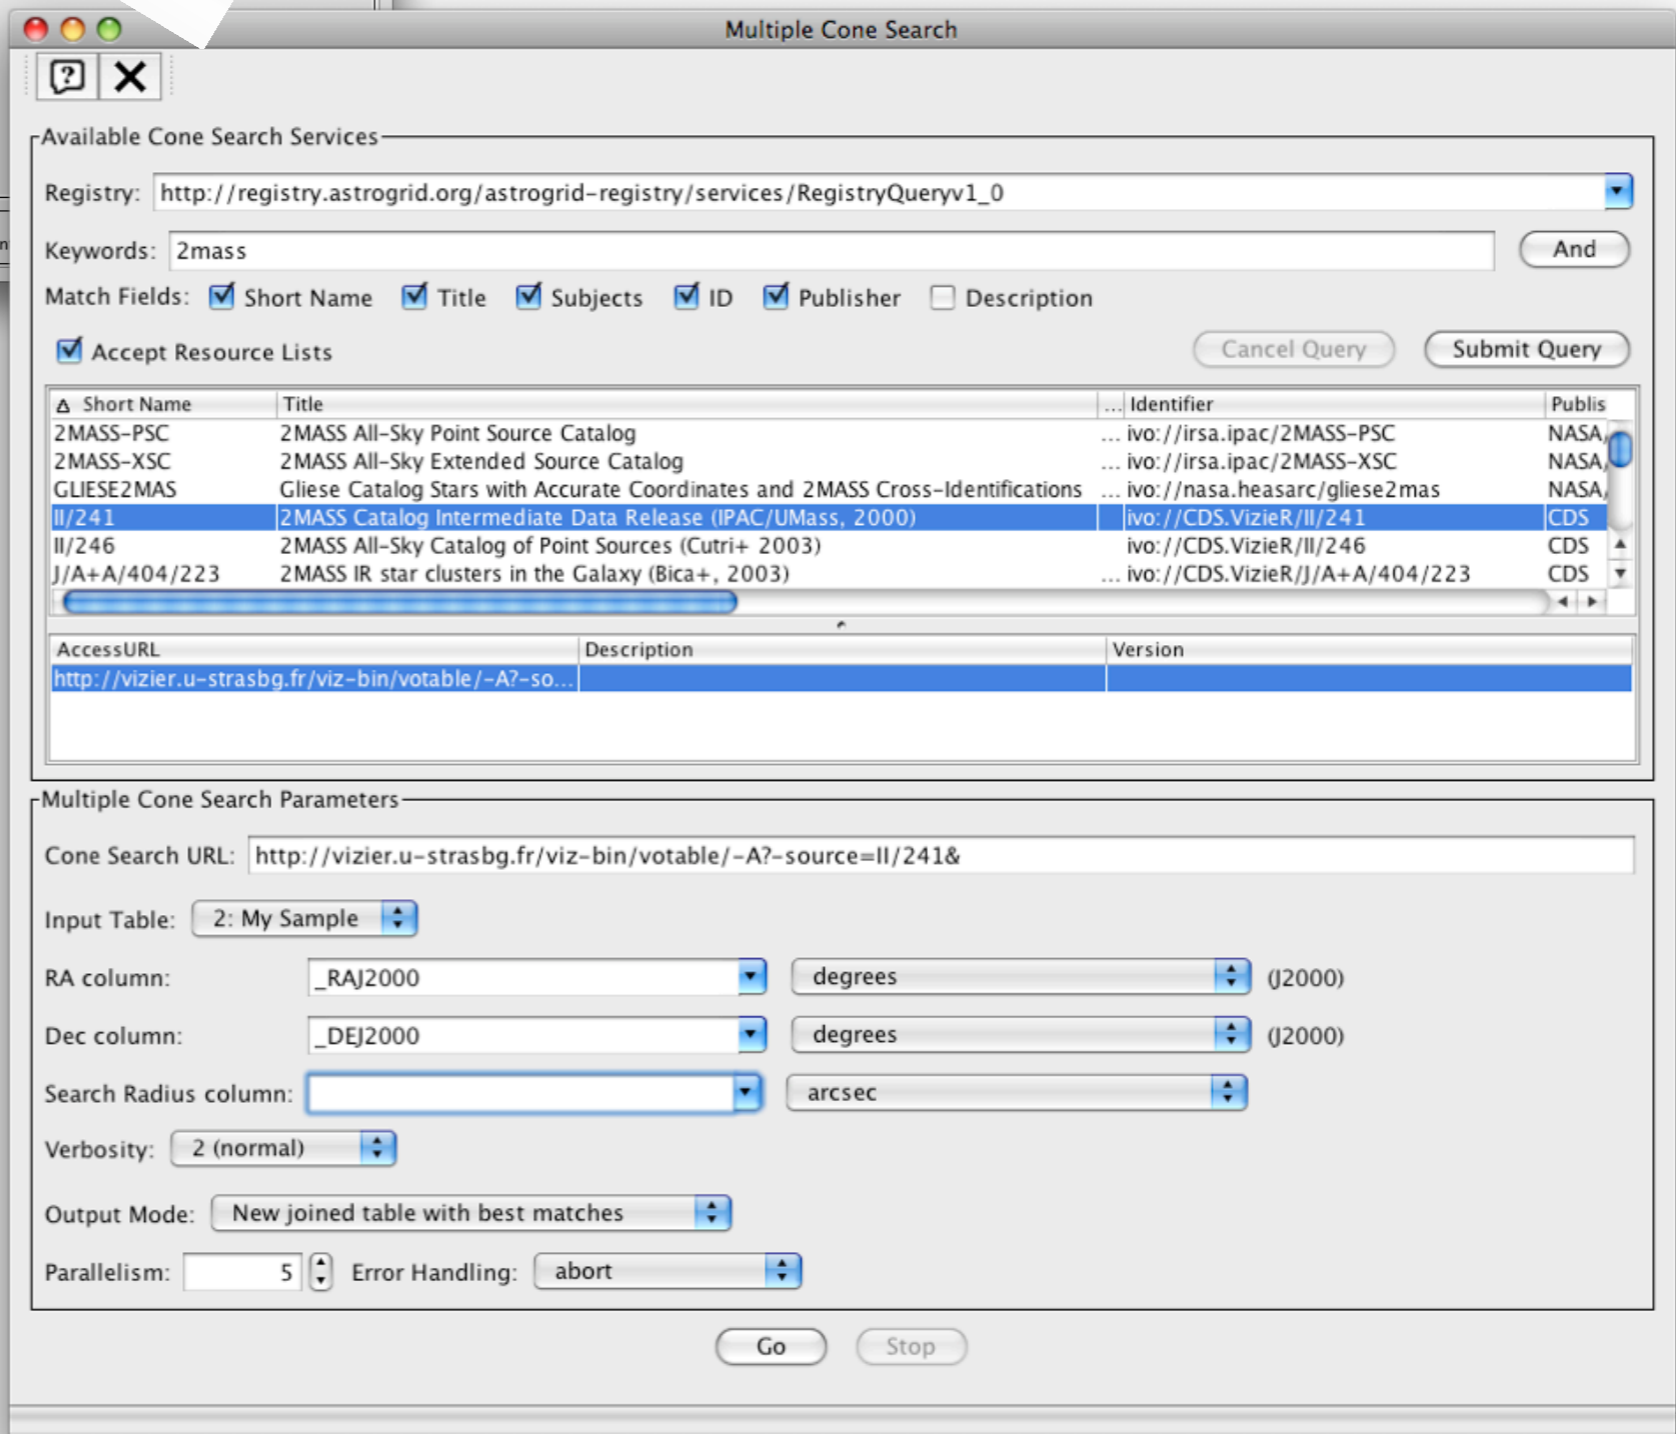 Multiple Cone Search
Available Cone Search Services
Registry: http://registry.astrogrid.org/astrogrid-registry/services/RegistryQueryv1_0
Keywords: 2mass And
Match Fields: Short Name Title Subjects ID Publisher Description
Accept Resource Lists Cancel Query Submit Query
Short Name Title ... Identifier Publis
2MASS-PSC 2MASS All-Sky Point Source Catalog ... ivo://irsa.ipac/2MASS-PSC NASA/
2MASS-XSC 2MASS All-Sky Extended Source Catalog ... ivo://irsa.ipac/2MASS-XSC NASA/
GLIESE2MAS Gliese Catalog Stars with Accurate Coordinates and 2MASS Cross-Identifications ... ivo://nasa.heasarc/gliese2mas NASA/
II/241 2MASS Catalog Intermediate Data Release (IPAC/UMass, 2000) ivo://CDS.VizieR/II/241 CDS
II/246 2MASS All-Sky Catalog of Point Sources (Cutri+ 2003) ivo://CDS.VizieR/II/246 CDS
J/A+A/404/223 2MASS IR star clusters in the Galaxy (Bica+, 2003) ... ivo://CDS.VizieR/J/A+A/404/223 CDS
AccessURL Description Version
http://vizier.u-strasbg.fr/viz-bin/votable/-A?-so...
Multiple Cone Search Parameters
Cone Search URL: http://vizier.u-strasbg.fr/viz-bin/votable/-A?-source=II/241&
Input Table: 2: My Sample
RA column: _RAJ2000 degrees (J2000)
Dec column: _DEJ2000 degrees (J2000)
Search Radius column: arcsec
Verbosity: 2 (normal)
Output Mode: New joined table with best matches
Parallelism: 5 Error Handling: abort
Go Stop